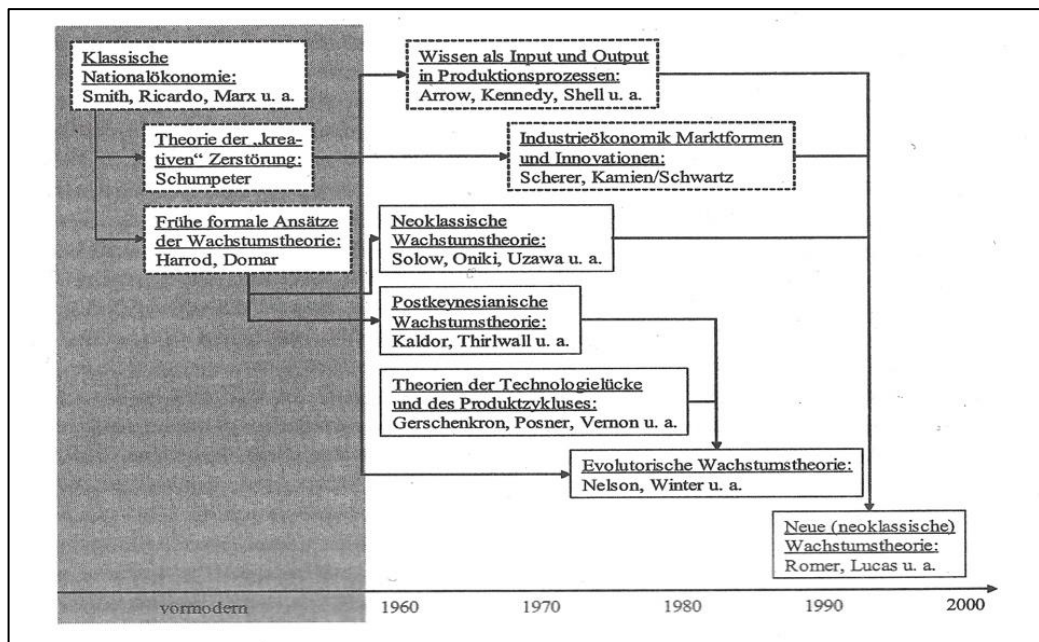 Klassische
Nationalökonomie:
Smith, Ricardo, Marx u. a.
Wissen als Input und Output
in Produktionsprozessen:
Arrow, Kennedy, Shell u. a.
Theorie der „krea-
tiven“ Zerstörung:
Schumpeter
Industrieökonomik Marktformen
und Innovationen:
Scherer, Kamien/Schwartz
Frühe formale Ansätze
der Wachstumstheorie:
Harrod, Domar
Neoklassische
Wachstumstheorie:
Solow, Oniki, Uzawa u. a.
Postkeynesianische
Wachstumstheorie:
Kaldor, Thirlwall u. a.
Theorien der Technologielücke
und des Produktzykluses:
Gerschenkron, Posner, Vernon u. a.
Evolutorische Wachstumstheorie:
Nelson, Winter u. a.
Neue (neoklassische)
Wachstumstheorie:
Romer, Lucas u. a.
vormodern 1960 1970 1980 1990 2000